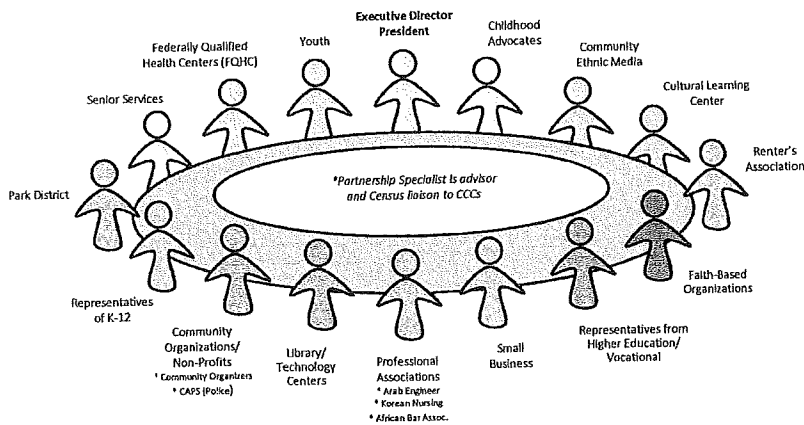 Executive Director
President
Youth
Childhood
Advocates
Federally Qualified
Health Centers (FQHC)
Community
Ethnic Media
Senior Services
Cultural Learning
Center
Renter's
Association
Park District
*Partnership Specialist is advisor
and Census liaison to CCCs
Faith-Based
Organizations
Representatives
of K-12
Community
Organizations/
Non-Profits
* Community Organizers
* CAPS (Police)
Library/
Technology
Centers
Professional
Associations
* Arab Engineer
* Korean Nursing
* African Bar Assoc.
Small
Business
Representatives from
Higher Education/
Vocational